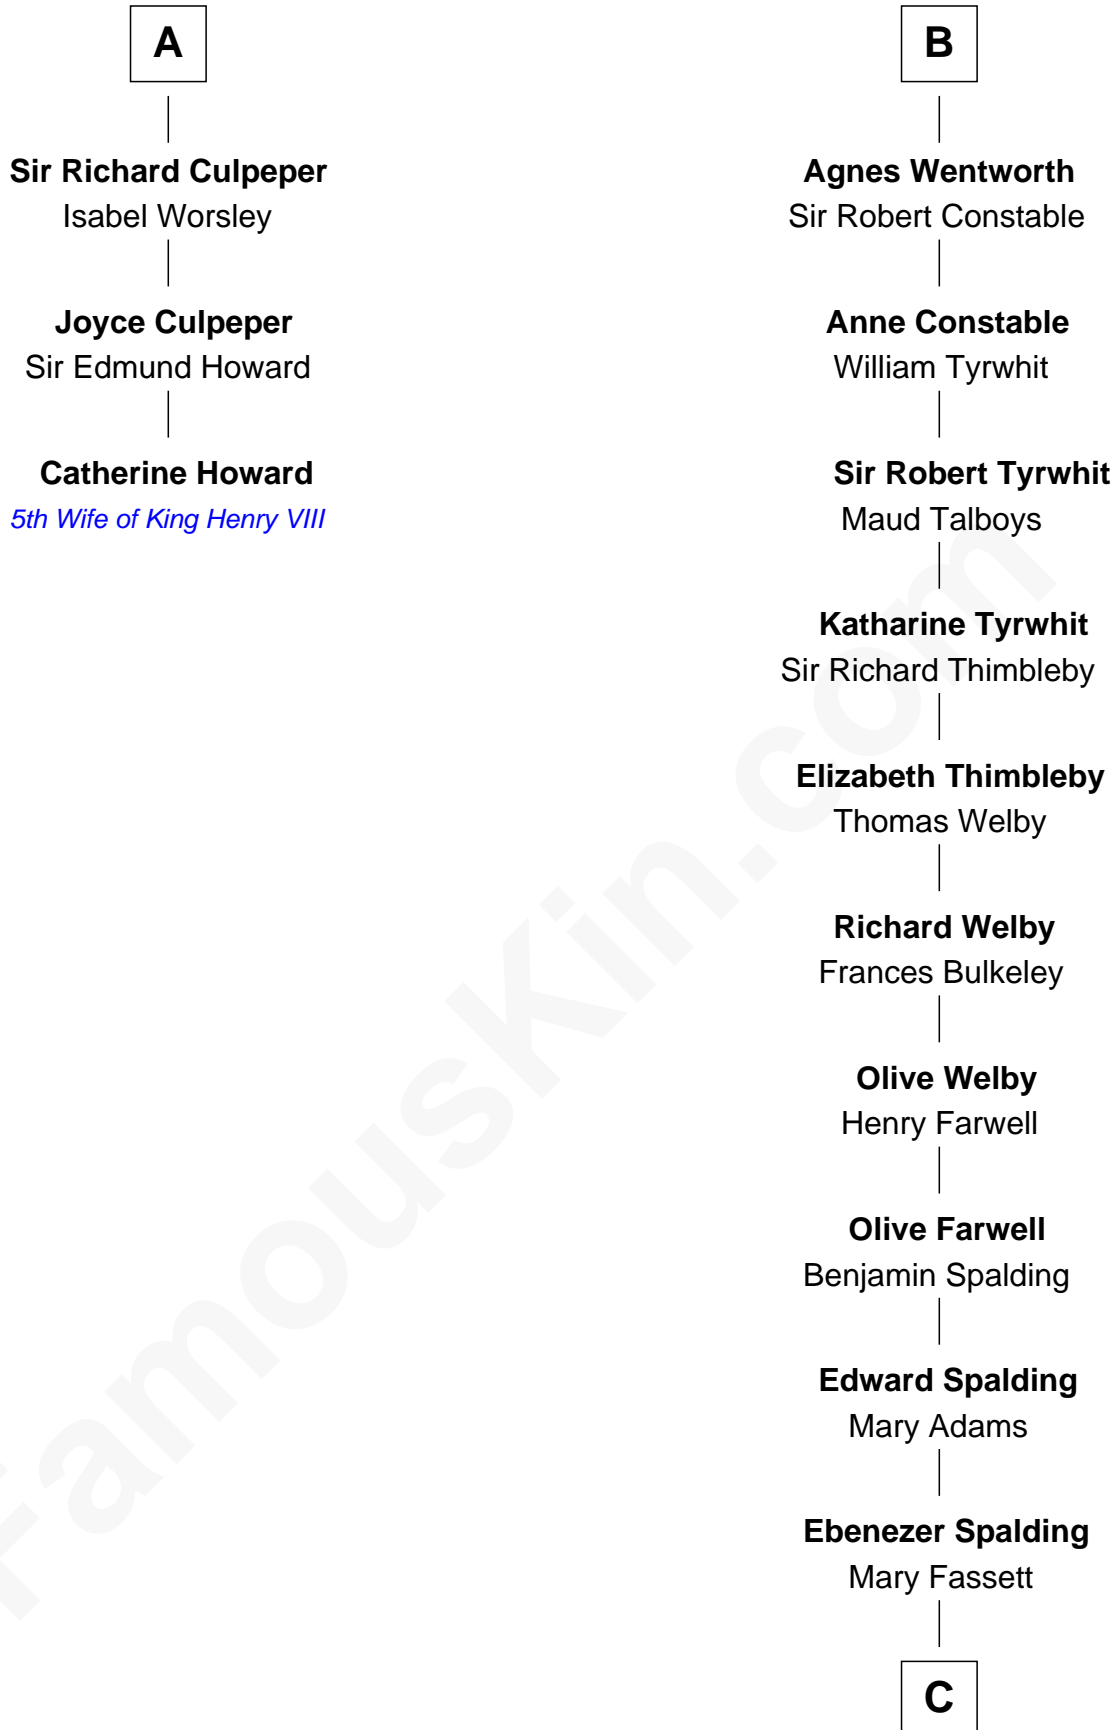 A
Sir Richard Culpeper
Isabel Worsley
Joyce Culpeper
Sir Edmund Howard
Catherine Howard
5th Wife of King Henry VIII
B
Agnes Wentworth
Sir Robert Constable
Anne Constable
William Tyrwhit
Sir Robert Tyrwhit
Maud Talboys
Katharine Tyrwhit
Sir Richard Thimbleby
Elizabeth Thimbleby
Thomas Welby
Richard Welby
Frances Bulkeley
Olive Welby
Henry Farwell
Olive Farwell
Benjamin Spalding
Edward Spalding
Mary Adams
Ebenezer Spalding
Mary Fassett
C
FamousKin.com